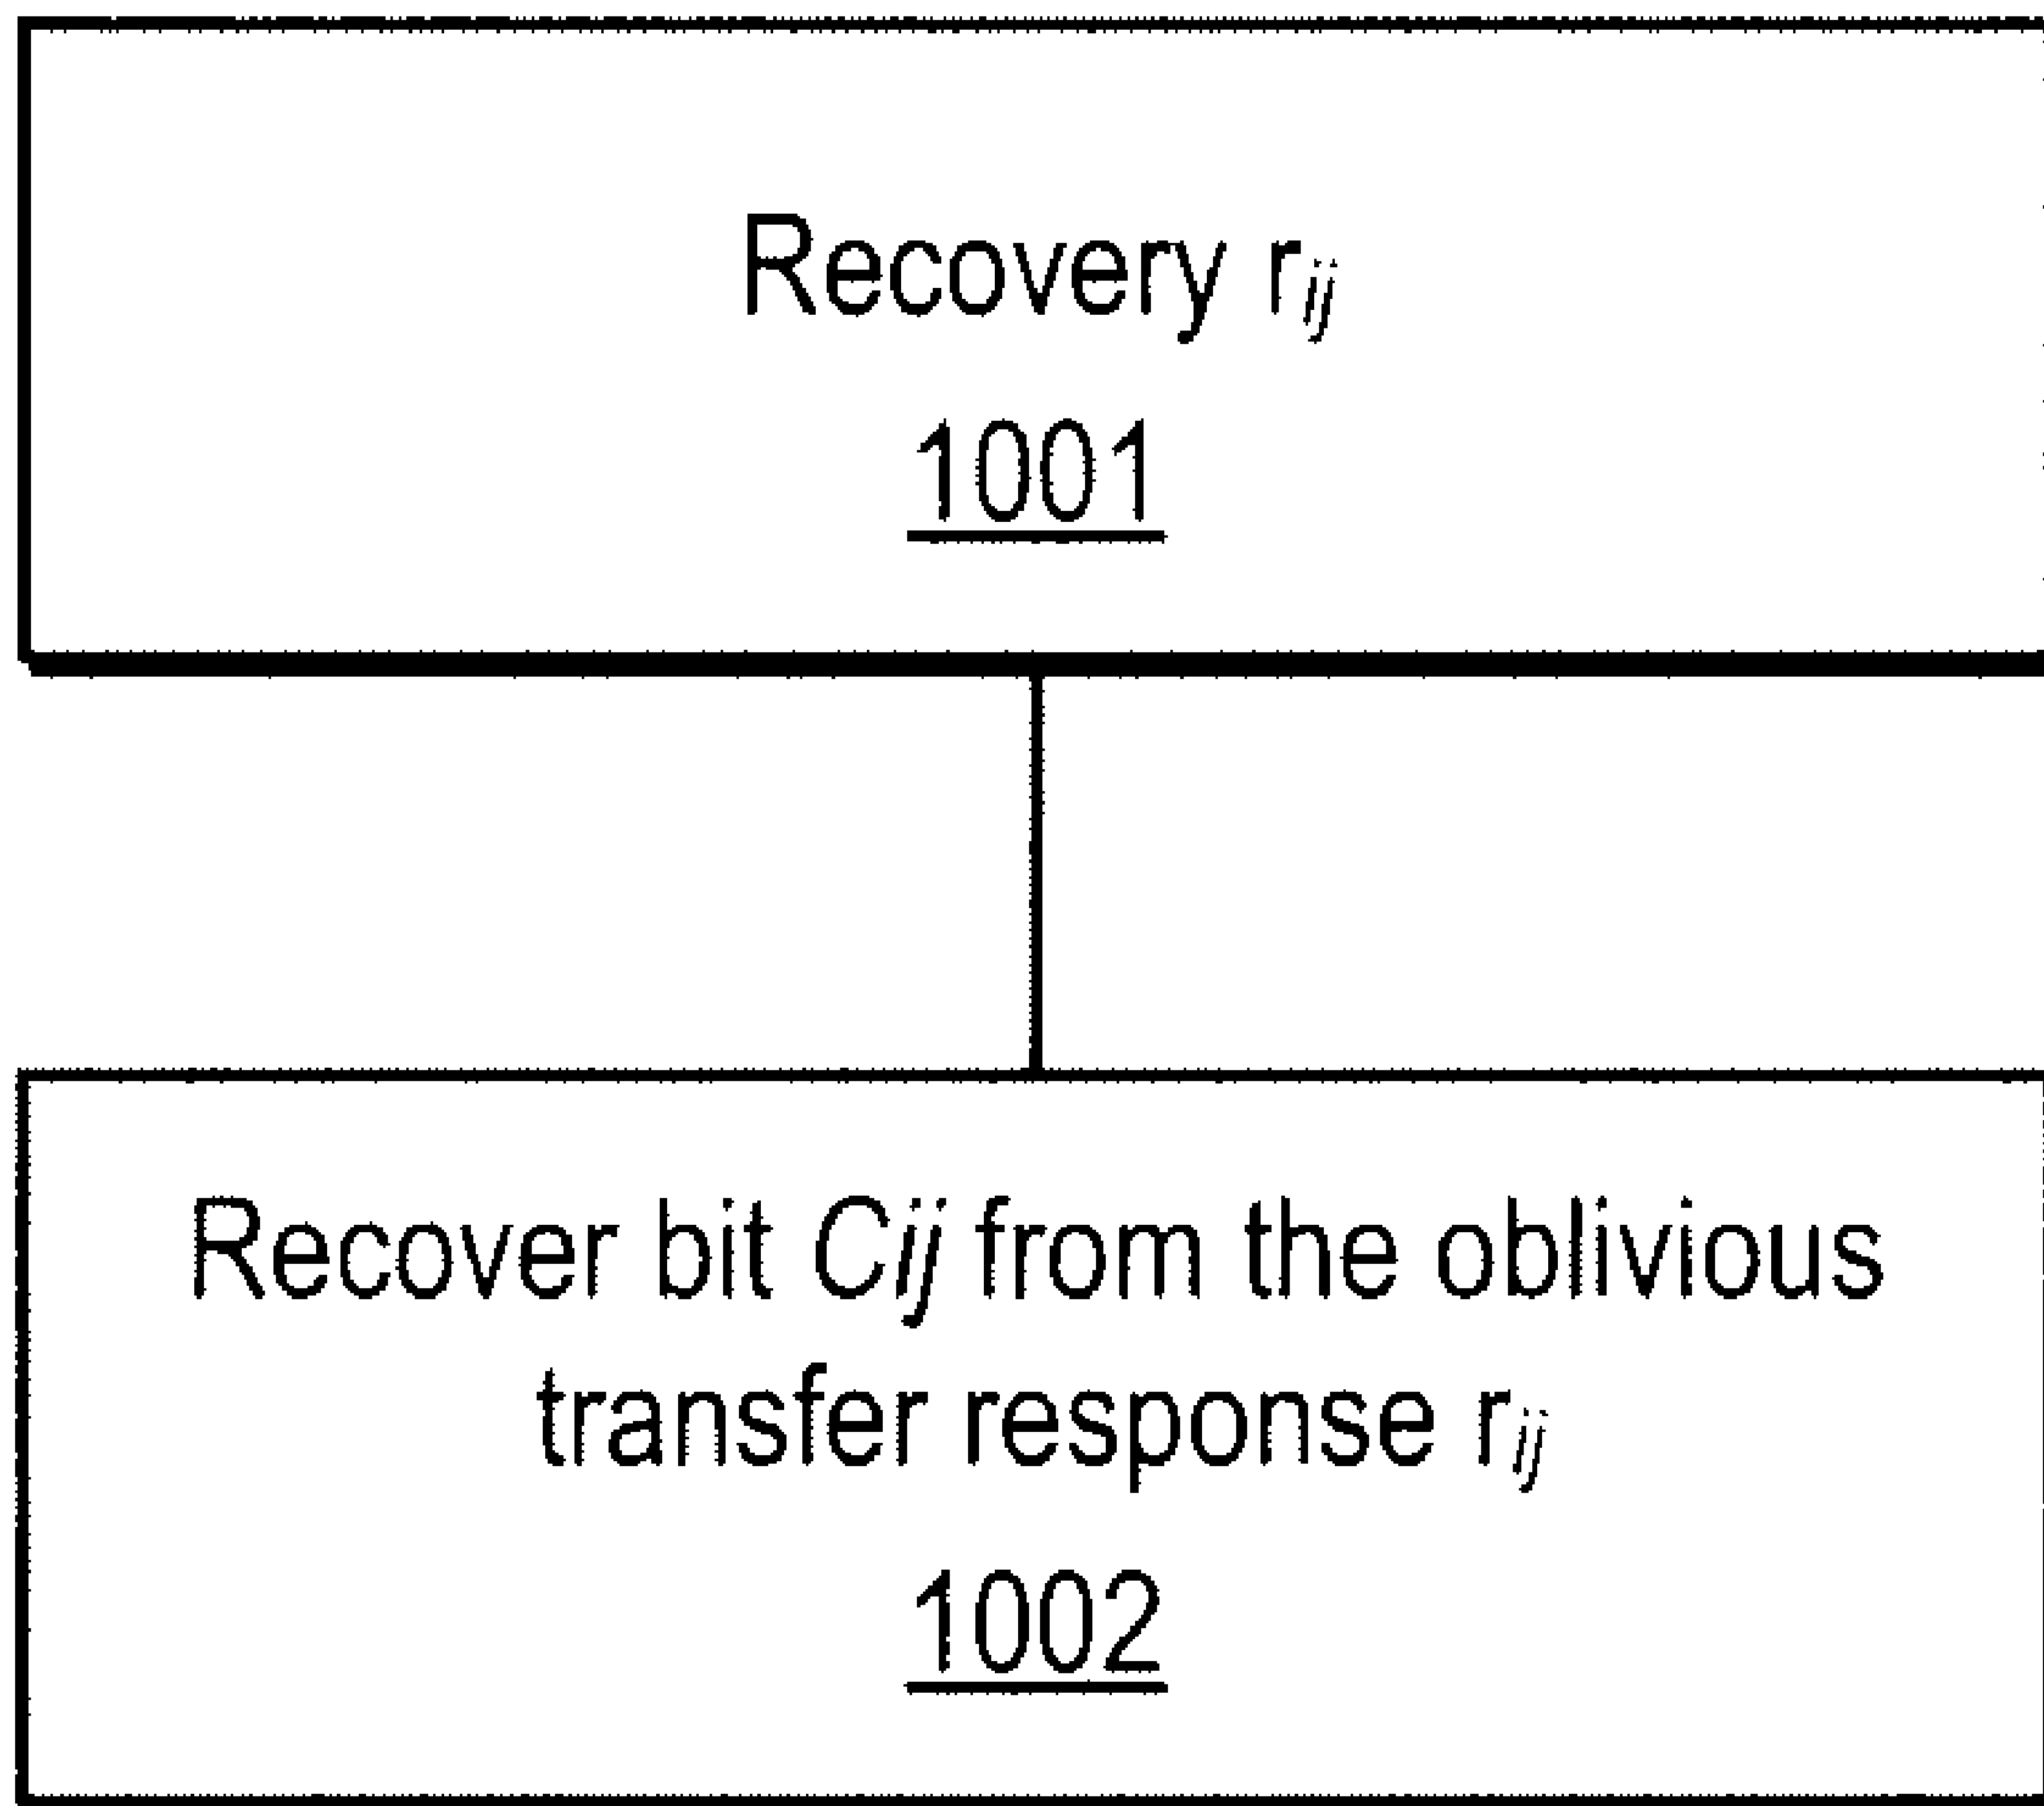 Recovery rij
1001
Recover bit Cij from the oblivious
transfer response rij
1002